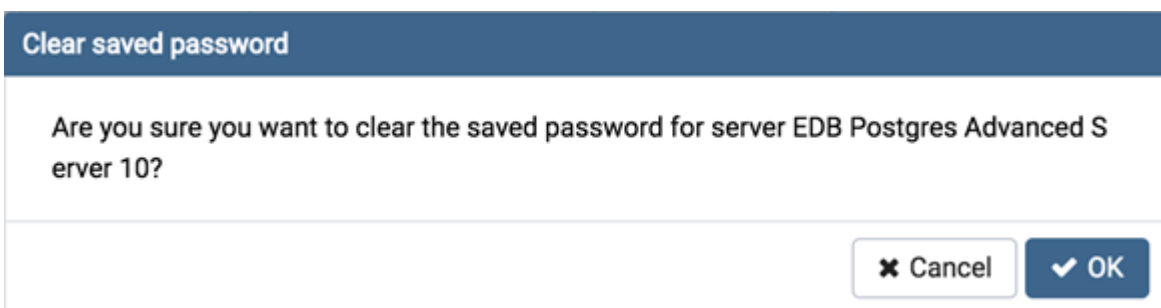 Clear saved password
Are you sure you want to clear the saved password for server EDB Postgres Advanced S
erver 10?
Cancel
OK